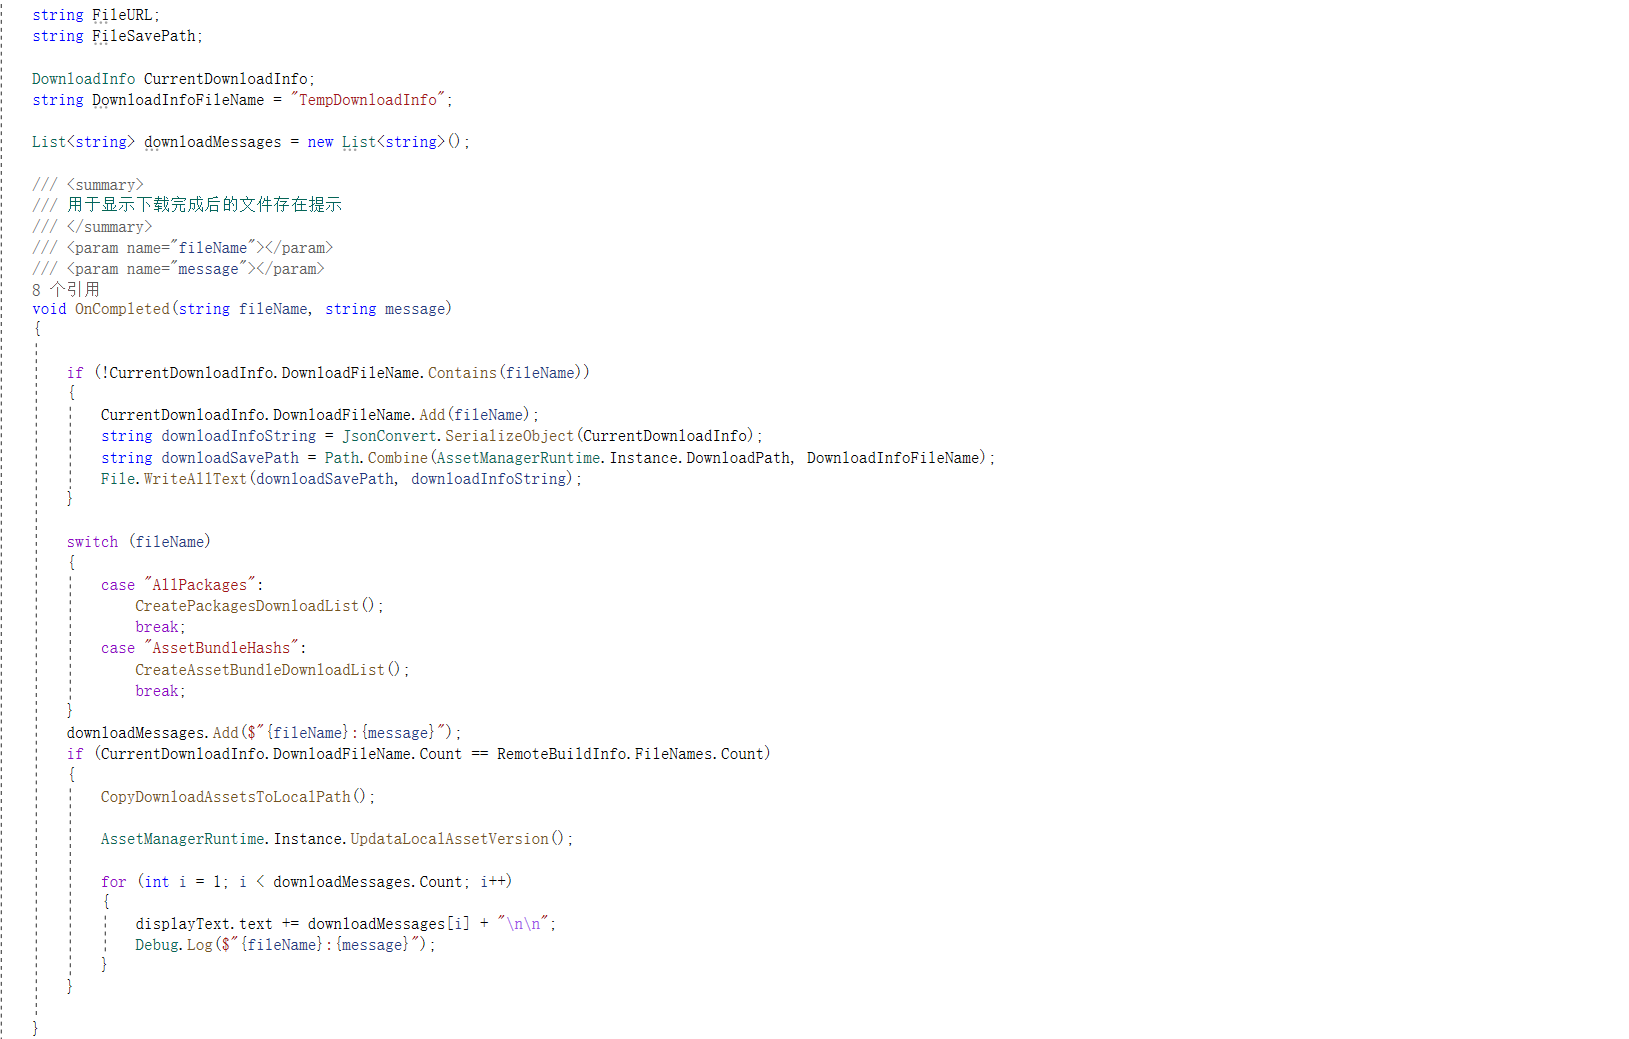 string FileURL;
string FileSavePath;
DownloadInfo CurrentDownloadInfo;
string DownloadInfoFileName = "TempDownloadInfo";
List<string> downloadMessages = new List<string>();
/// <summary>
/// 用于显示下载完成后的文件存在提示
/// </summary>
/// <param name="fileName"></param>
/// <param name="message"></param>
8 个引用
void OnCompleted(string fileName, string message)
{
if (!CurrentDownloadInfo.DownloadFileName.Contains(fileName))
{
CurrentDownloadInfo.DownloadFileName.Add(fileName);
string downloadInfoString = JsonConvert.SerializeObject(CurrentDownloadInfo);
string downloadSavePath = Path.Combine(AssetManagerRuntime.Instance.DownloadPath, DownloadInfoFileName);
File.WriteAllText(downloadSavePath, downloadInfoString);
}
switch (fileName)
{
case "AllPackages":
CreatePackagesDownloadList();
break;
case "AssetBundleHashs":
CreateAssetBundleDownloadList();
break;
}
downloadMessages.Add($"{fileName}:{message}");
if (CurrentDownloadInfo.DownloadFileName.Count == RemoteBuildInfo.FileNames.Count)
{
CopyDownloadAssetsToLocalPath();
AssetManagerRuntime.Instance.UpdataLocalAssetVersion();
for (int i = 1; i < downloadMessages.Count; i++)
{
displayText.text += downloadMessages[i] + "\n\n";
Debug.Log($"{fileName}:{message}");
}
}
}